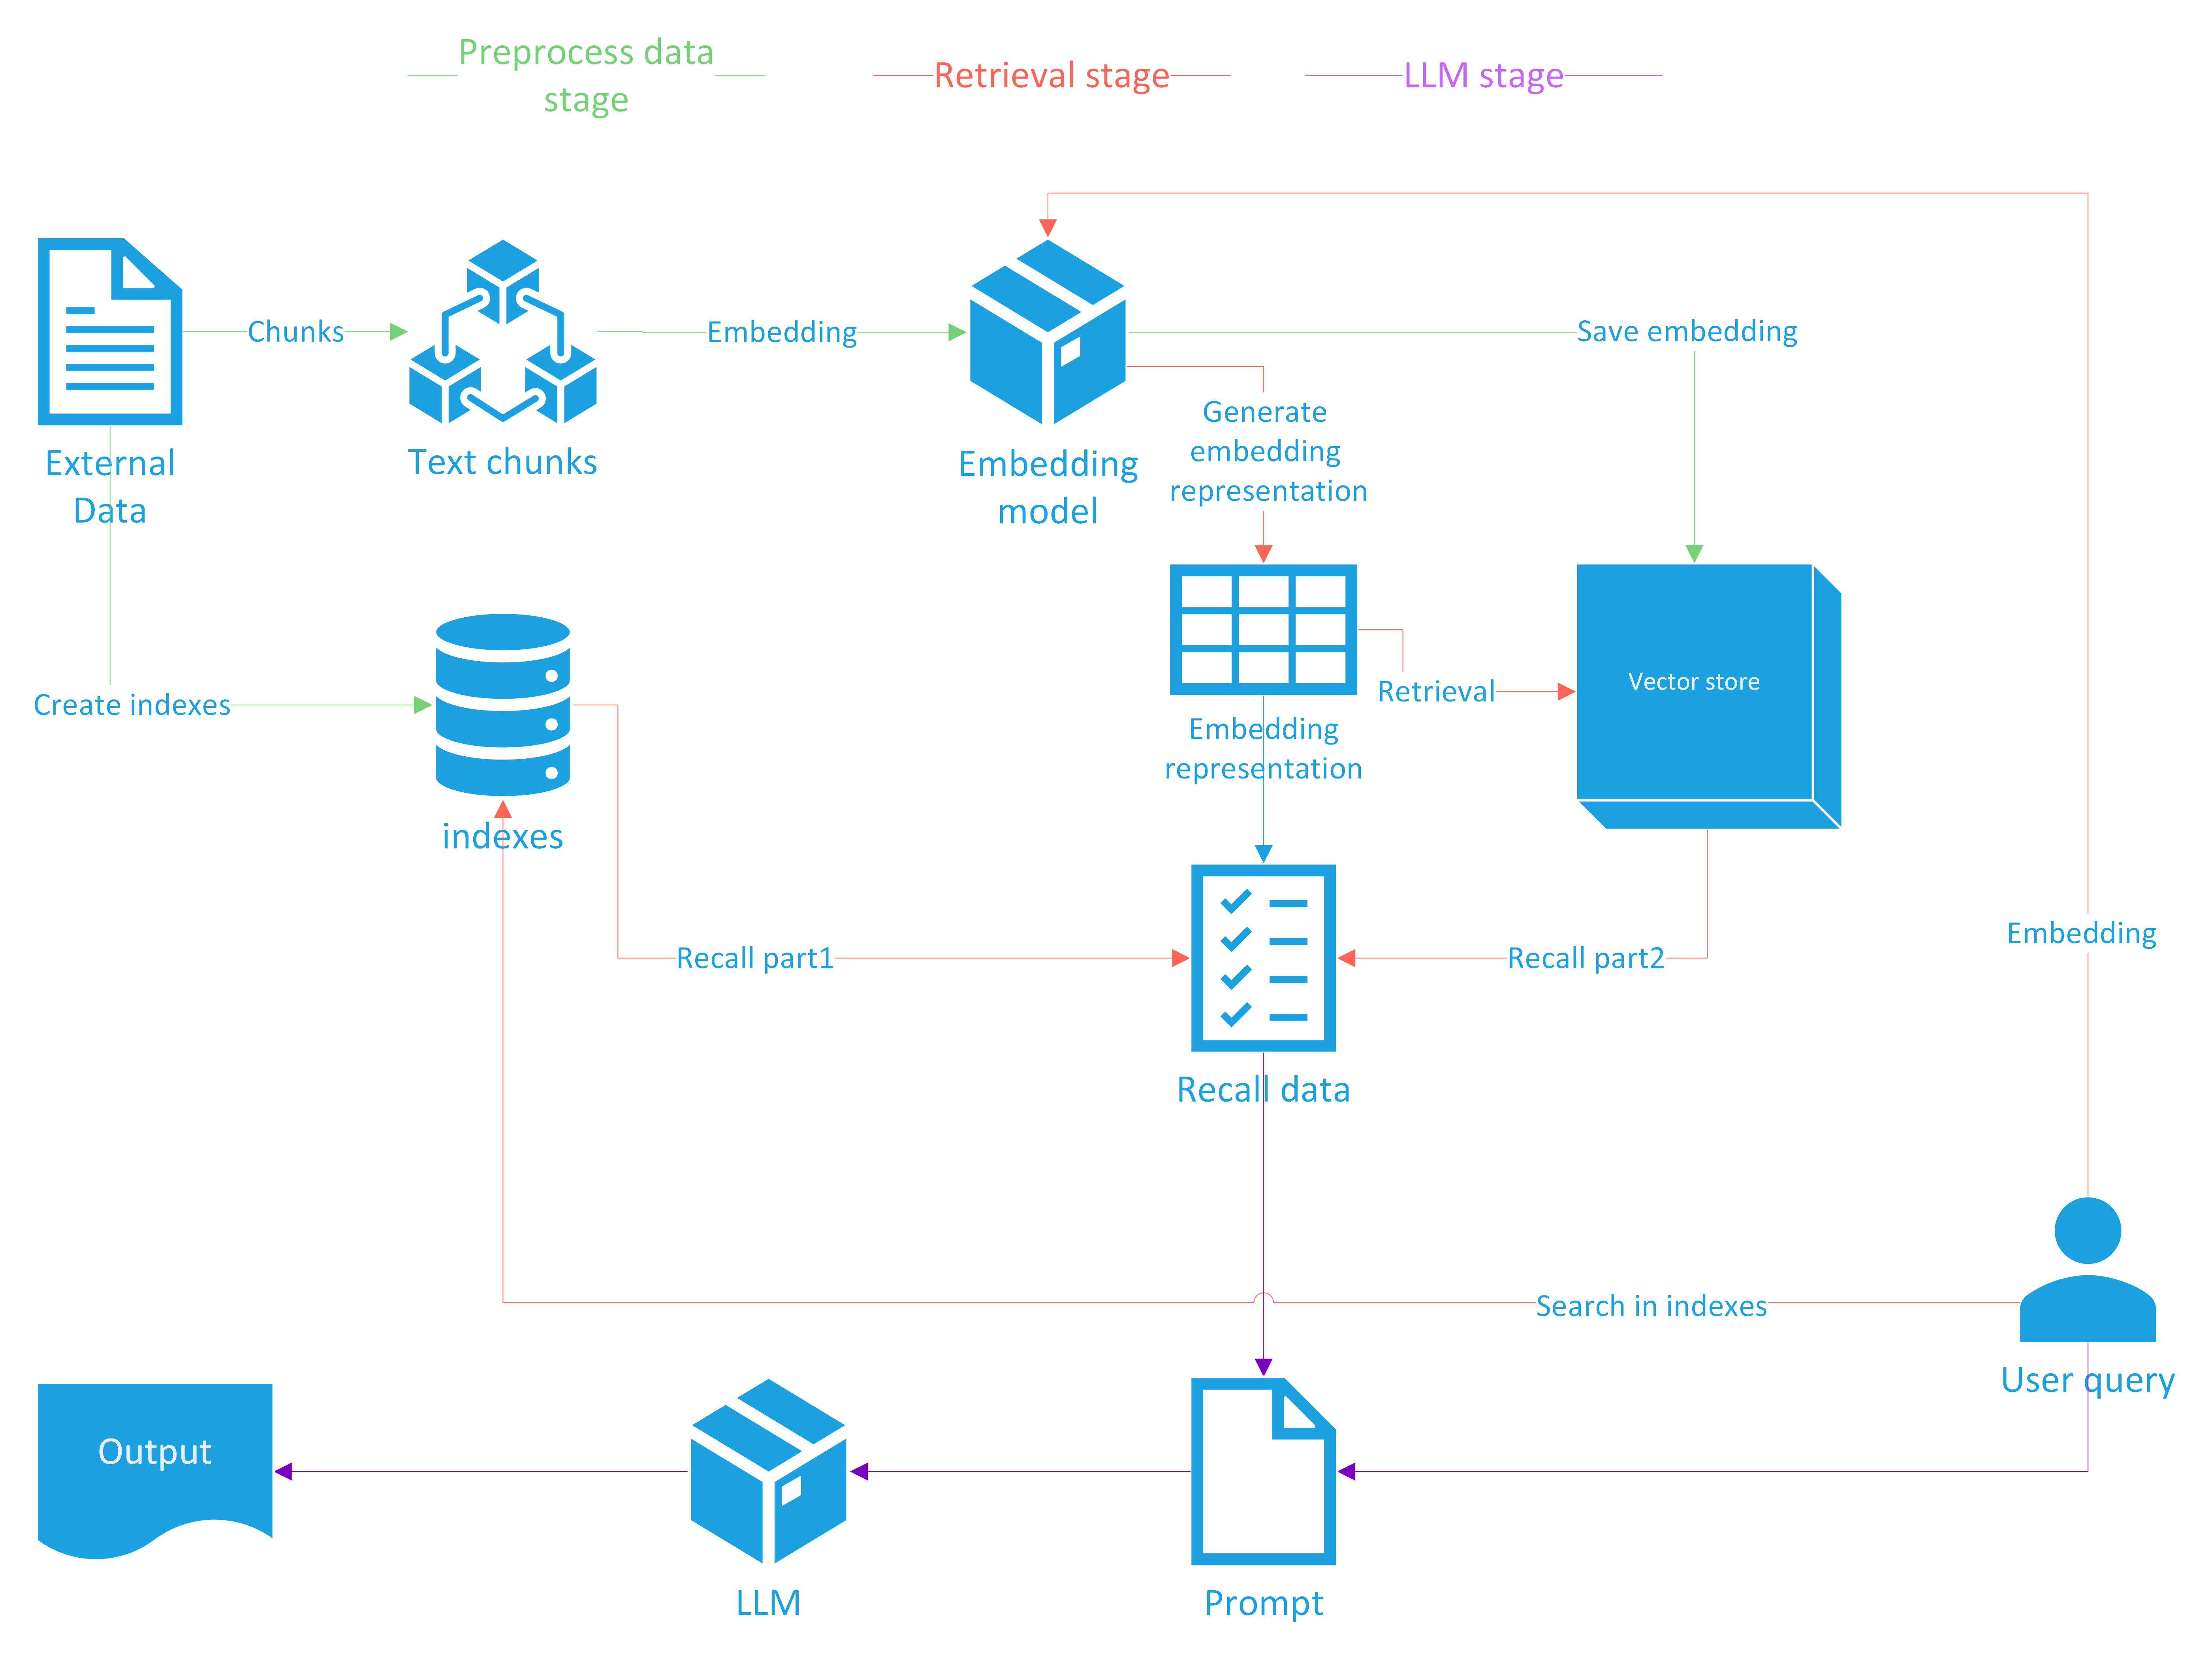 Preprocess data
stage
Retrieval stage
LLM stage
Chunks
Embedding
Save embedding
External
Data
Text chunks
Embedding
model
Generate
embedding
representation
Create indexes
indexes
Embedding
representation
Retrieval
Vector store
Recall part1
Recall part2
Embedding
Recall data
Search in indexes
User query
Output
LLM
Prompt